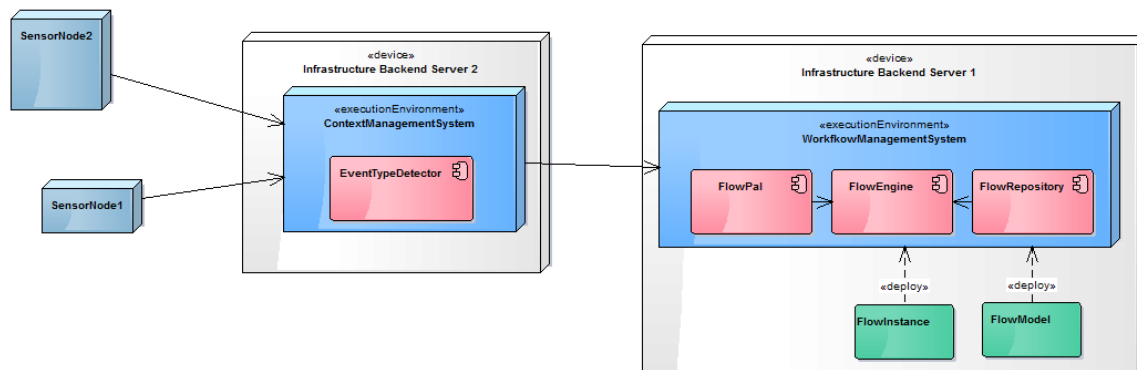 SensorNode2
SensorNode1
«device»
Infrastructure Backend Server 2
«executionEnvironment»
ContextManagementSystem
EventTypeDetector
«device»
Infrastructure Backend Server 1
«executionEnvironment»
WorkfkowManagementSystem
FlowPal
FlowEngine
FlowRepository
«deploy»
«deploy»
FlowInstance
FlowModel